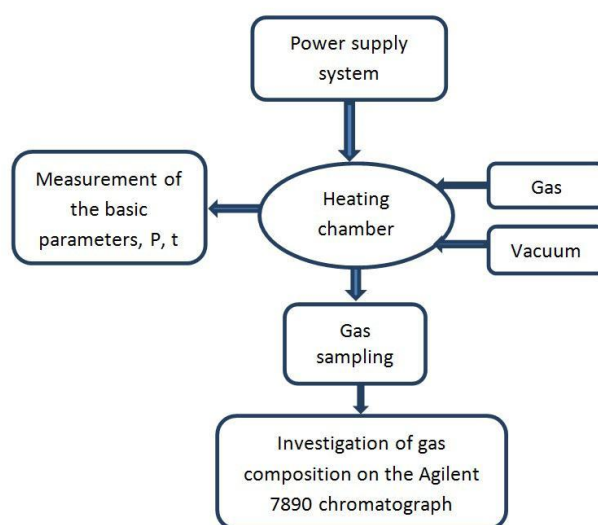 Power supply
system
Measurement of
the basic
parameters, P, t
Heating
chamber
Gas
Vacuum
Gas
sampling
Investigation of gas
composition on the Agilent
7890 chromatograph